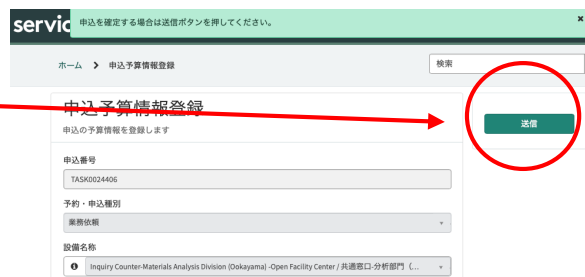 servic
申込を確定する場合は送信ボタンを押してください。
×
ホーム > 申込予算情報登録
検索
申込予算情報登録
申込の予算情報を登録します
送信
申込番号
TASK0024406
予約・申込種別
業務依頼
設備名称
Inquiry Counter-Materials Analysis Division (Ookayama) -Open Facility Center / 共通窓口-分析部門 (...